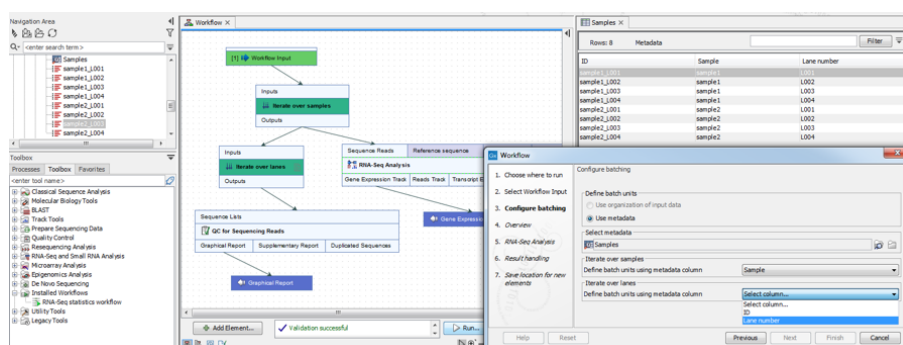 Navigation Area
<enter search term>
Samples
sample1_L001
sample1_L002
sample1_L003
sample1_L004
sample2_L001
sample2_L002
sample2_L003
sample2_L004
Toolbox
Processes Toolbox Favorites
<enter tool name>
Classical Sequence Analysis
Molecular Biology Tools
BLAST
Track Tools
Prepare Sequencing Data
Quality Control
Resequencing Analysis
RNA-Seq and Small RNA Analysis
Microarray Analysis
Epigenomics Analysis
De Novo Sequencing
Installed Workflows
RNA-Seq statistics workflow
Utility Tools
Legacy Tools
Workflow
[1] Workflow Input
Inputs
Iterate over samples
Outputs
Inputs
Iterate over lanes
Outputs
Sequence Reads Reference sequence
RNA-Seq Analysis
Gene Expression Track Reads Track Transcript E
Gene Expressio
Sequence Lists
QC for Sequencing Reads
Graphical Report Supplementary Report Duplicated Sequences
Graphical Report
Add Element...
Validation successful
Run...
Samples
Rows: 8 Metadata Filter
ID Sample Lane number
sample1_L001 sample1 L001
sample1_L002 sample1 L002
sample1_L003 sample1 L003
sample1_L004 sample1 L004
sample2_L001 sample2 L001
sample2_L002 sample2 L002
sample2_L003 sample2 L003
sample2_L004 sample2 L004
Workflow
1. Choose where to run
2. Select Workflow Input
3. Configure batching
4. Overview
5. RNA-Seq Analysis
6. Result handling
7. Save location for new
elements
Configure batching
Define batch units
Use organization of input data
Use metadata
Select metadata
Samples
Iterate over samples
Define batch units using metadata column Sample
Iterate over lanes
Define batch units using metadata column Select column...
Select column...
ID
Lane number
Help Reset Previous Next Finish Cancel